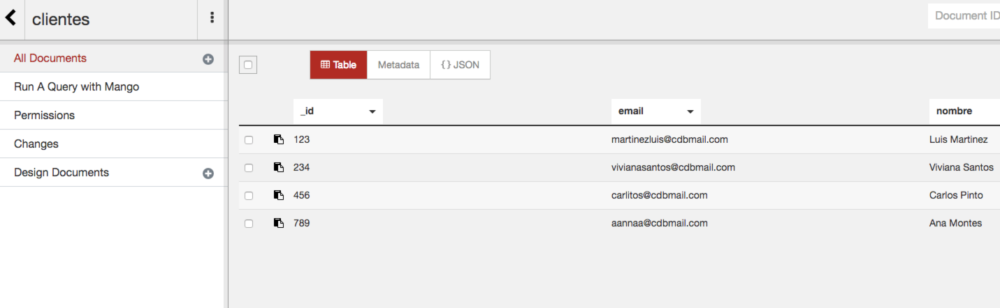 clientes
Document ID
All Documents
Run A Query with Mango
Permissions
Changes
Design Documents
Table Metadata {} JSON
_id email nombre
123 martinezluis@cdbmail.com Luis Martinez
234 vivianasantos@cdbmail.com Viviana Santos
456 carlitos@cdbmail.com Carlos Pinto
789 aannaa@cdbmail.com Ana Montes